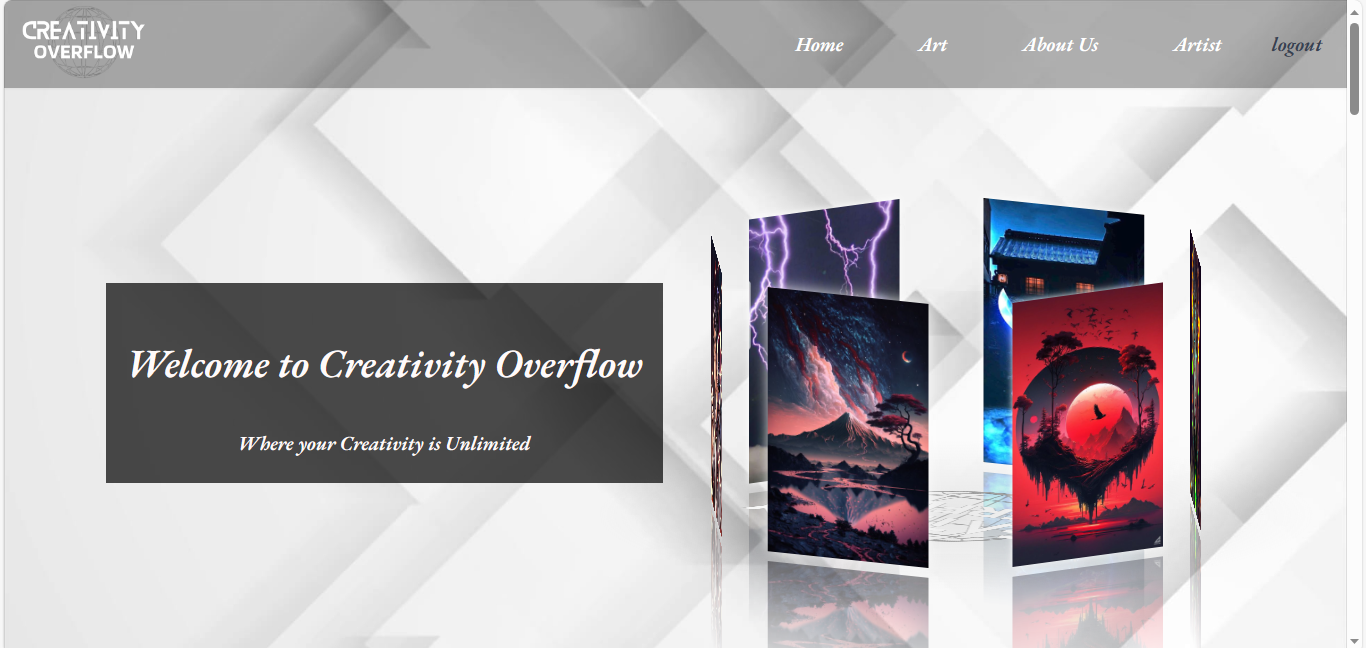 CREATIVITY
OVERFLOW
Home
Art
About Us
Artist
logout
Welcome to Creativity Overflow
Where your Creativity is Unlimited